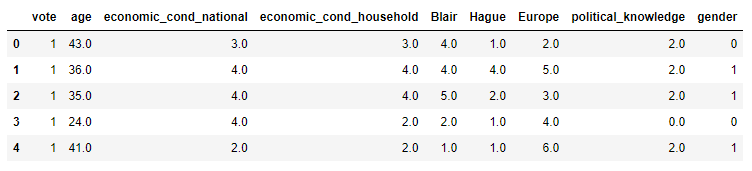 vote age economic_cond_national economic_cond_household Blair Hague Europe political_knowledge gender
0 1 43.0 3.0 3.0 4.0 1.0 2.0 2.0 0
1 1 36.0 4.0 4.0 4.0 4.0 5.0 2.0 1
2 1 35.0 4.0 4.0 5.0 2.0 3.0 2.0 1
3 1 24.0 4.0 2.0 2.0 1.0 4.0 0.0 0
4 1 41.0 2.0 2.0 1.0 1.0 6.0 2.0 1